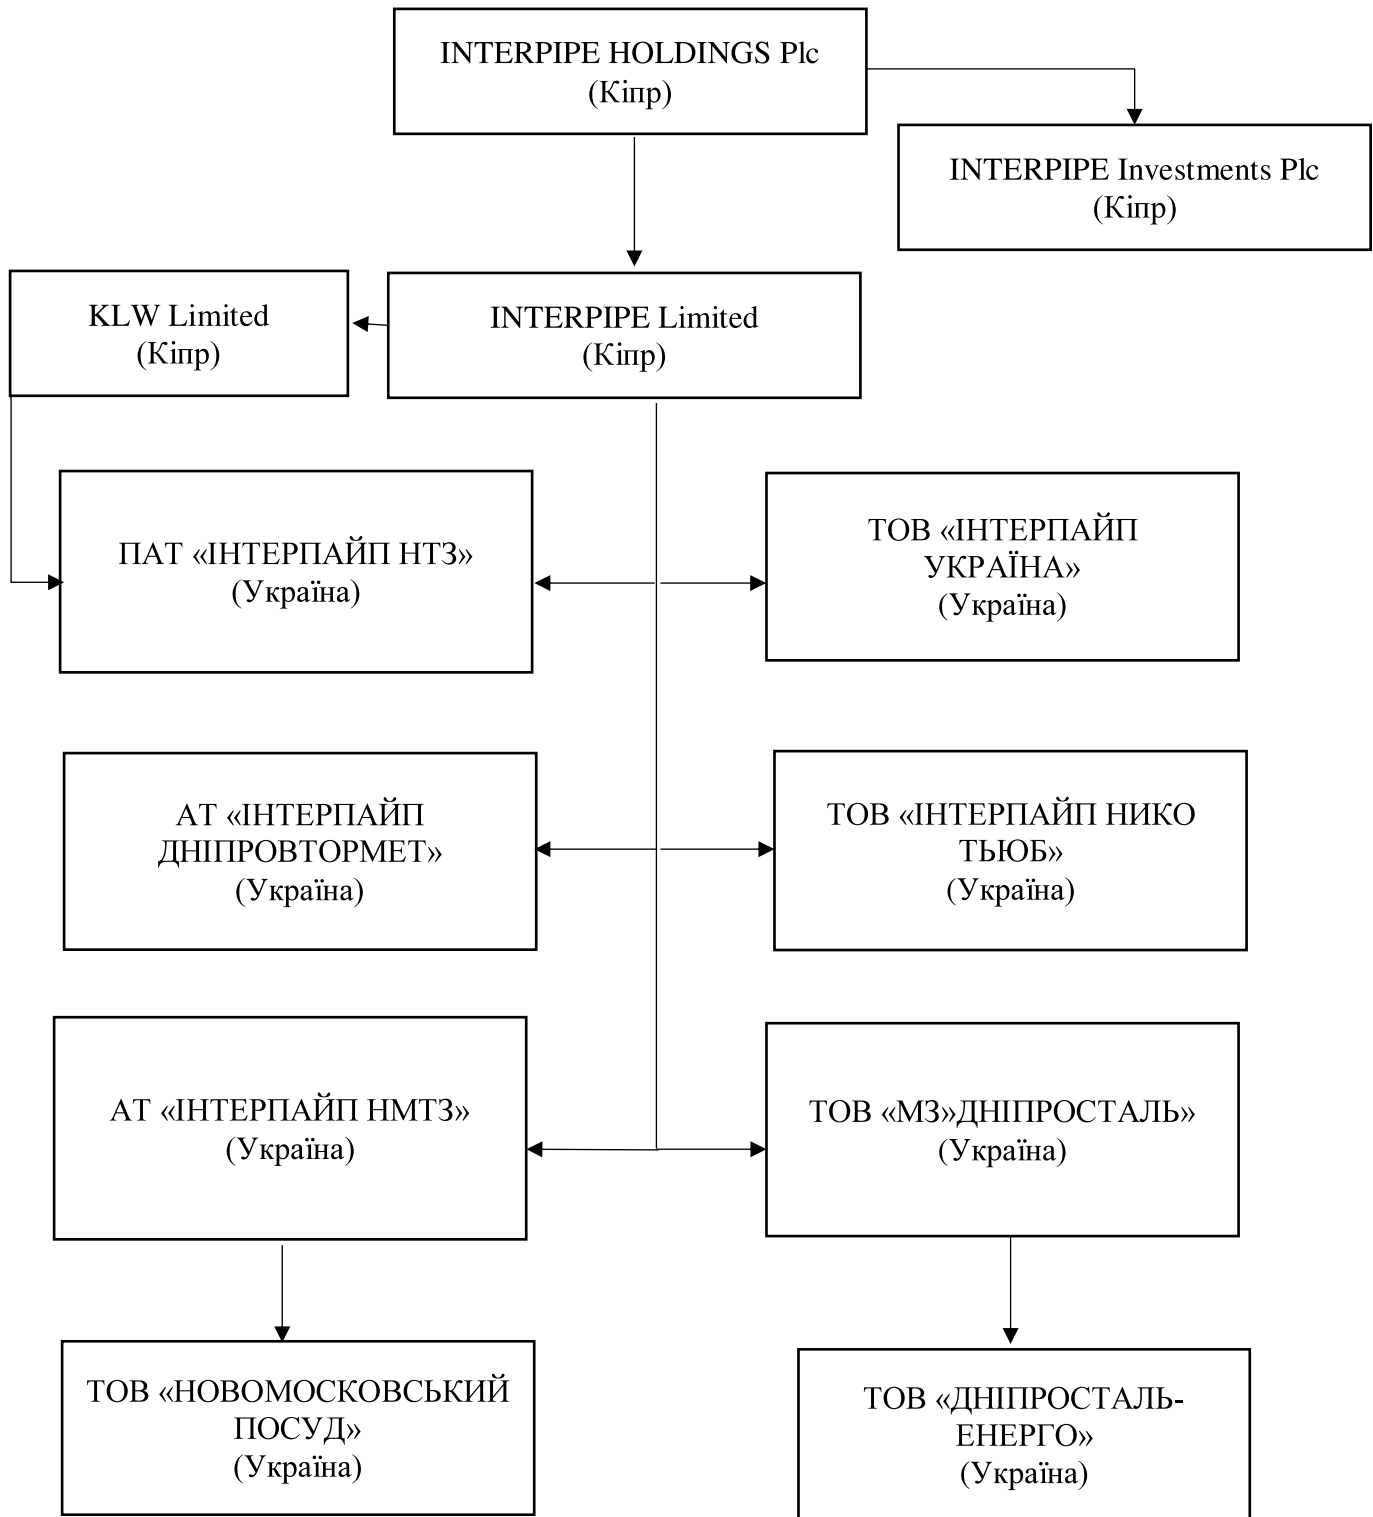 INTERPIPE HOLDINGS Plc
(Кіпр)
INTERPIPE Investments Plc
(Кіпр)
KLW Limited
(Кіпр)
INTERPIPE Limited
(Кіпр)
ПАТ «ІНТЕРПАЙП НТЗ»
(Україна)
ТОВ «ІНТЕРПАЙП
УКРАЇНА»
(Україна)
АТ «ІНТЕРПАЙП
ДНІПРОВТОРМЕТ»
(Україна)
ТОВ «ІНТЕРПАЙП НИКО
ТЬЮБ»
(Україна)
АТ «ІНТЕРПАЙП НМТЗ»
(Україна)
ТОВ «МЗ»ДНІПРОСТАЛЬ»
(Україна)
ТОВ «НОВОМОСКОВСЬКИЙ
ПОСУД»
(Україна)
ТОВ «ДНІПРОСТАЛЬ-
ЕНЕРГО»
(Україна)